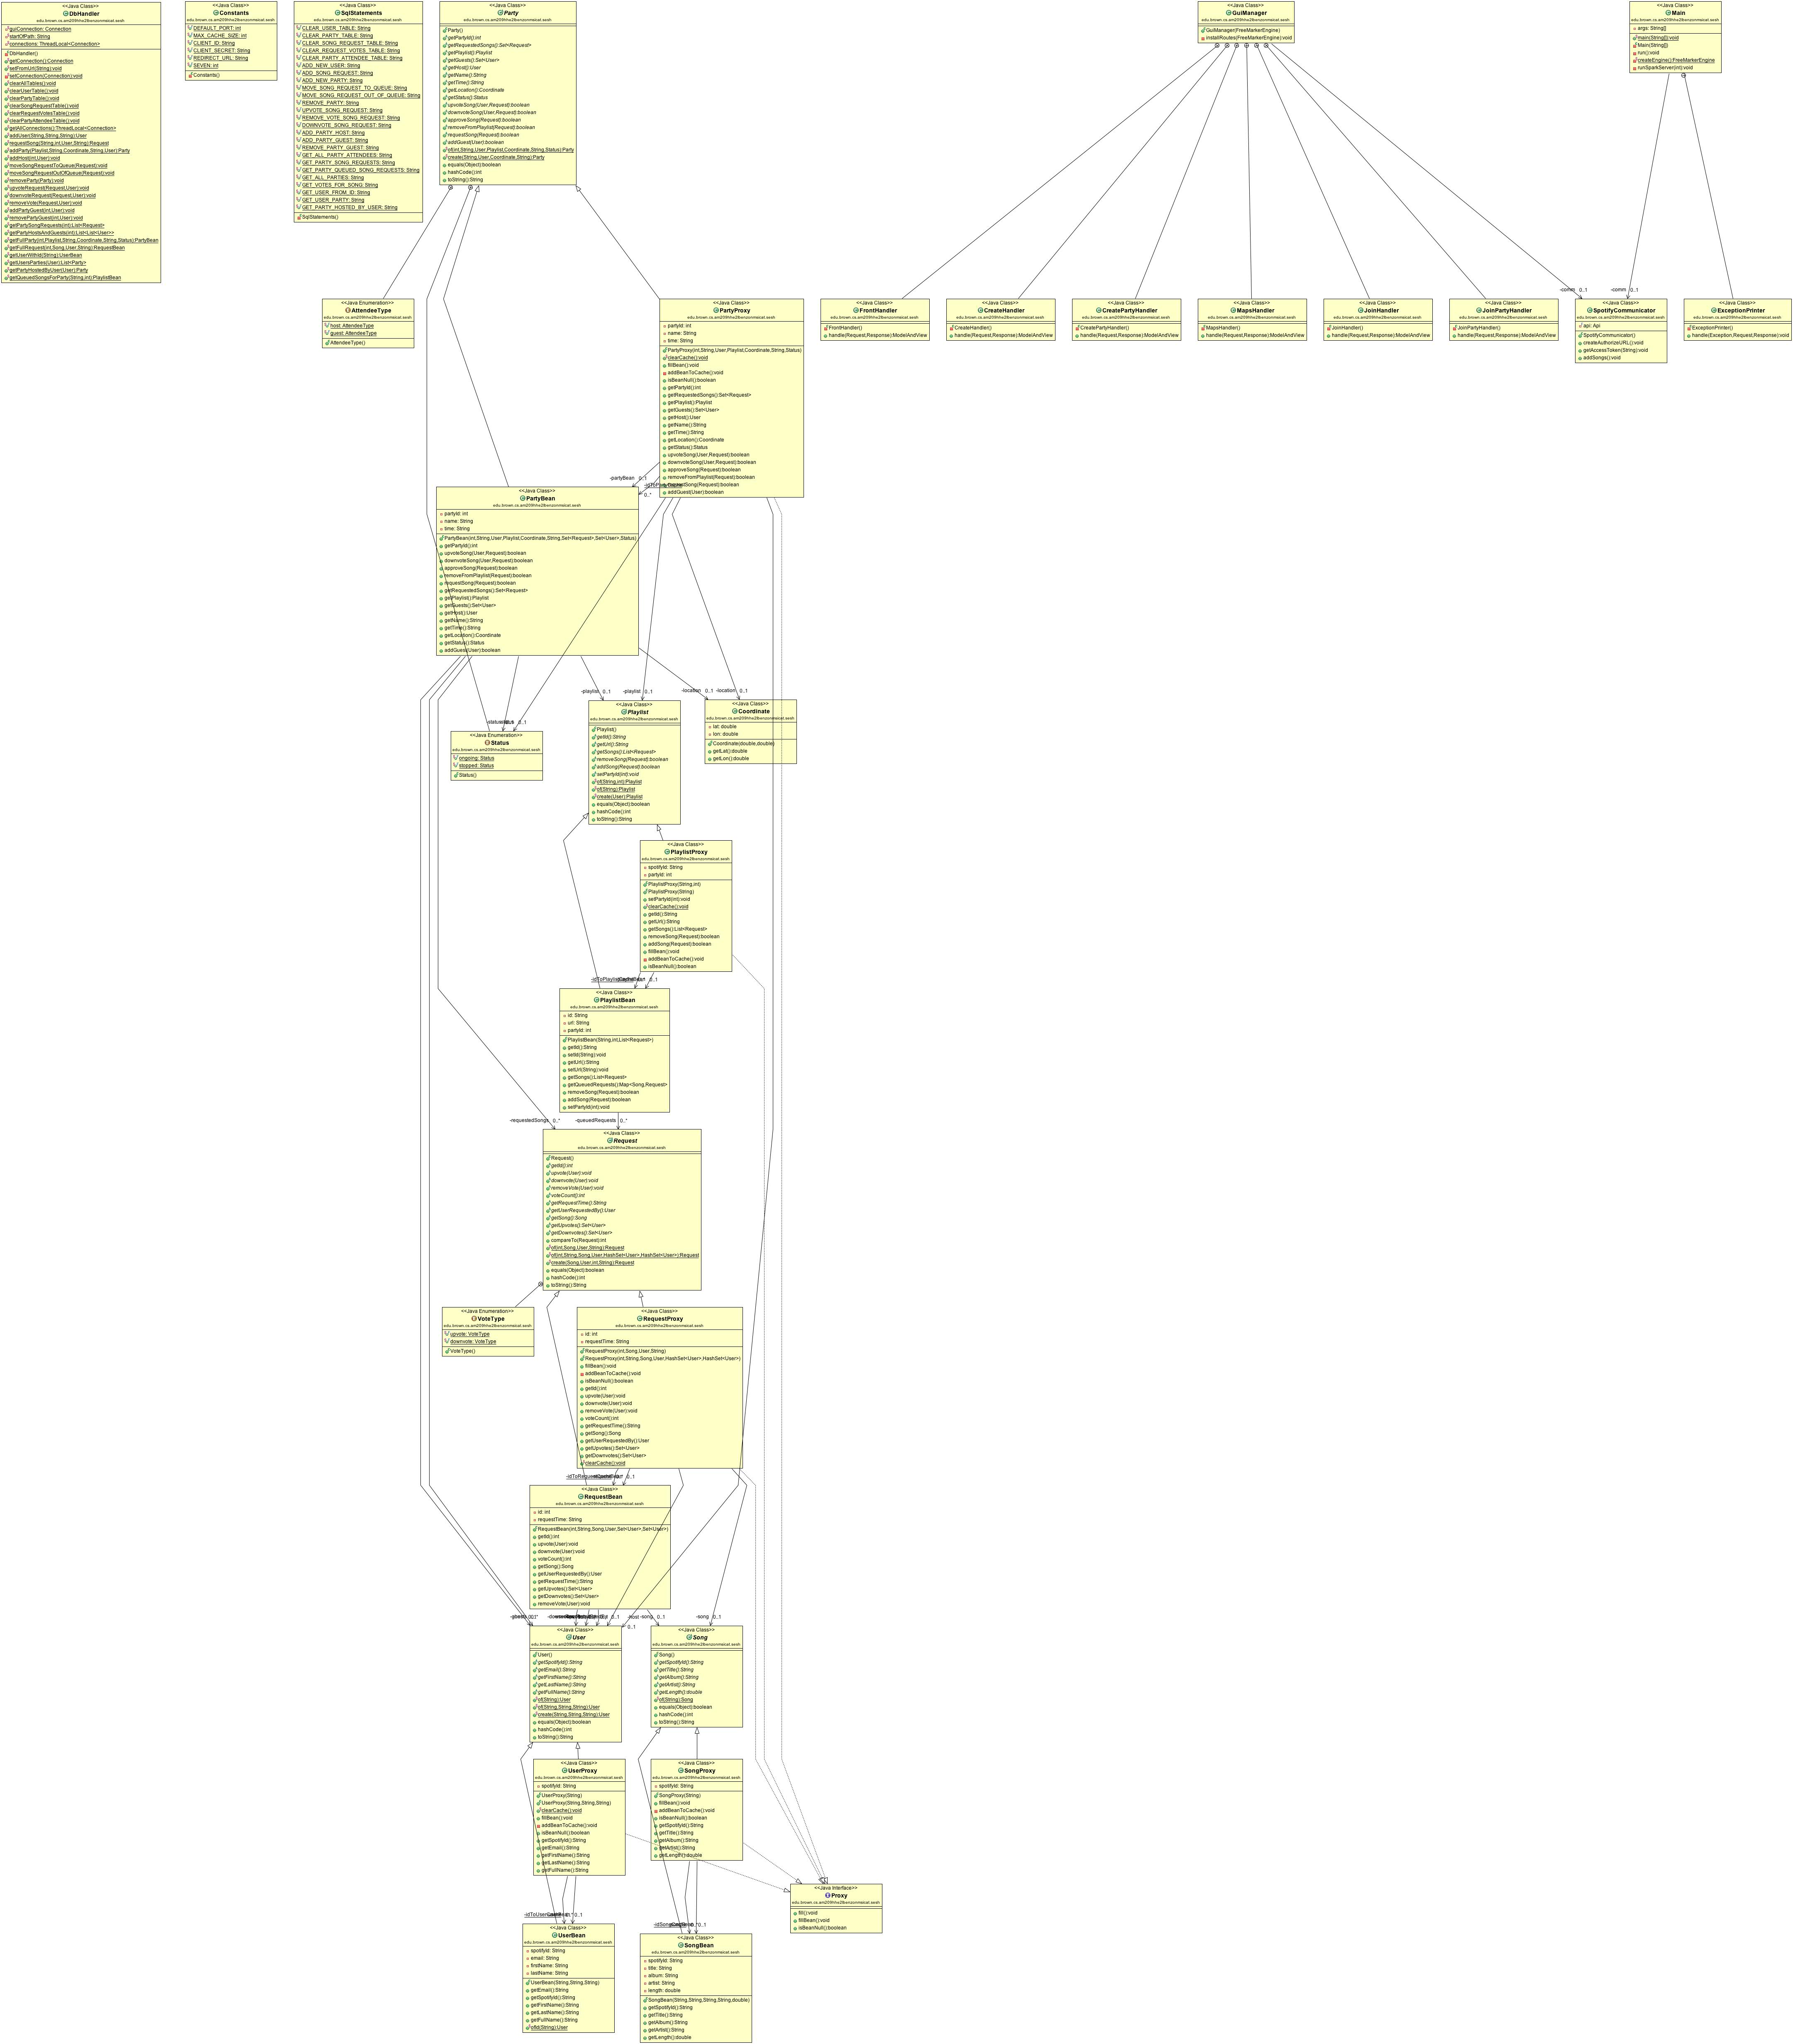 <<Java Class>>
DbHandler
edu.brown.cs.am209hhe2lbenzonmsicat.sesh
guiConnection: Connection
startOfPath: String
connections: ThreadLocal<Connection>
DbHandler()
getConnection():Connection
setFromUrl(String):void
setConnection(Connection):void
clearAllTables():void
clearUserTable():void
clearPartyTable():void
clearSongRequestTable():void
clearRequestVotesTable():void
clearPartyAttendeeTable():void
getAllConnections():ThreadLocal<Connection>
addUser(String,String,String):User
requestSong(String,int,User,String):Request
addParty(Playlist,String,Coordinate,String,User):Party
addHost(int,User):void
moveSongRequestToQueue(Request):void
moveSongRequestOutOfQueue(Request):void
removeParty(Party):void
upvoteRequest(Request,User):void
downvoteRequest(Request,User):void
removeVote(Request,User):void
addPartyGuest(int,User):void
removePartyGuest(int,User):void
getPartySongRequests(int):List<Request>
getPartyHostsAndGuests(int):List<List<User>>
getFullParty(int,Playlist,String,Coordinate,String,Status):PartyBean
getFullRequest(int,Song,User,String):RequestBean
getUserWithId(String):UserBean
getUsersParties(User):List<Party>
getPartyHostedByUser(User):Party
getQueuedSongsForParty(String,int):PlaylistBean
<<Java Class>>
Constants
edu.brown.cs.am209hhe2lbenzonmsicat.sesh
DEFAULT_PORT: int
MAX_CACHE_SIZE: int
CLIENT_ID: String
CLIENT_SECRET: String
REDIRECT_URL: String
SEVEN: int
Constants()
<<Java Class>>
SqlStatements
edu.brown.cs.am209hhe2lbenzonmsicat.sesh
CLEAR_USER_TABLE: String
CLEAR_PARTY_TABLE: String
CLEAR_SONG_REQUEST_TABLE: String
CLEAR_REQUEST_VOTES_TABLE: String
CLEAR_PARTY_ATTENDEE_TABLE: String
ADD_NEW_USER: String
ADD_SONG_REQUEST: String
ADD_NEW_PARTY: String
MOVE_SONG_REQUEST_TO_QUEUE: String
MOVE_SONG_REQUEST_OUT_OF_QUEUE: String
REMOVE_PARTY: String
UPVOTE_SONG_REQUEST: String
REMOVE_VOTE_SONG_REQUEST: String
DOWNVOTE_SONG_REQUEST: String
ADD_PARTY_HOST: String
ADD_PARTY_GUEST: String
REMOVE_PARTY_GUEST: String
GET_ALL_PARTY_ATTENDEES: String
GET_PARTY_SONG_REQUESTS: String
GET_PARTY_QUEUED_SONG_REQUESTS: String
GET_ALL_PARTIES: String
GET_VOTES_FOR_SONG: String
GET_USER_FROM_ID: String
GET_USER_PARTY: String
GET_PARTY_HOSTED_BY_USER: String
SqlStatements()
<<Java Class>>
Party
edu.brown.cs.am209hhe2lbenzonmsicat.sesh
Party()
getPartyId():int
getRequestedSongs():Set<Request>
getPlaylist():Playlist
getGuests():Set<User>
getHost():User
getName():String
getTime():String
getLocation():Coordinate
getStatus():Status
upvoteSong(User,Request):boolean
downvoteSong(User,Request):boolean
approveSong(Request):boolean
removeFromPlaylist(Request):boolean
requestSong(Request):boolean
addGuest(User):boolean
of(int,String,User,Playlist,Coordinate,String,Status):Party
create(String,User,Coordinate,String):Party
equals(Object):boolean
hashCode():int
toString():String
<<Java Class>>
GuiManager
edu.brown.cs.am209hhe2lbenzonmsicat.sesh
GuiManager(FreeMarkerEngine)
installRoutes(FreeMarkerEngine):void
<<Java Class>>
Main
edu.brown.cs.am209hhe2lbenzonmsicat.sesh
args: String[]
main(String[]):void
Main(String[])
run():void
createEngine():FreeMarkerEngine
runSparkServer(int):void
<<Java Enumeration>>
AttendeeType
edu.brown.cs.am209hhe2lbenzonmsicat.sesh
host: AttendeeType
guest: AttendeeType
AttendeeType()
<<Java Class>>
PartyProxy
edu.brown.cs.am209hhe2lbenzonmsicat.sesh
partyId: int
name: String
time: String
PartyProxy(int,String,User,Playlist,Coordinate,String,Status)
clearCache():void
fillBean():void
addBeanToCache():void
isBeanNull():boolean
getPartyId():int
getRequestedSongs():Set<Request>
getPlaylist():Playlist
getGuests():Set<User>
getHost():User
getName():String
getTime():String
getLocation():Coordinate
getStatus():Status
upvoteSong(User,Request):boolean
downvoteSong(User,Request):boolean
approveSong(Request):boolean
removeFromPlaylist(Request):boolean
requestSong(Request):boolean
addGuest(User):boolean
<<Java Class>>
FrontHandler
edu.brown.cs.am209hhe2lbenzonmsicat.sesh
FrontHandler()
handle(Request,Response):ModelAndView
<<Java Class>>
CreateHandler
edu.brown.cs.am209hhe2lbenzonmsicat.sesh
CreateHandler()
handle(Request,Response):ModelAndView
<<Java Class>>
CreatePartyHandler
edu.brown.cs.am209hhe2lbenzonmsicat.sesh
CreatePartyHandler()
handle(Request,Response):ModelAndView
<<Java Class>>
MapsHandler
edu.brown.cs.am209hhe2lbenzonmsicat.sesh
MapsHandler()
handle(Request,Response):ModelAndView
<<Java Class>>
JoinHandler
edu.brown.cs.am209hhe2lbenzonmsicat.sesh
JoinHandler()
handle(Request,Response):ModelAndView
<<Java Class>>
JoinPartyHandler
edu.brown.cs.am209hhe2lbenzonmsicat.sesh
JoinPartyHandler()
handle(Request,Response):ModelAndView
-comm 0..1
-comm 0..1
<<Java Class>>
SpotifyCommunicator
edu.brown.cs.am209hhe2lbenzonmsicat.sesh
api: Api
SpotifyCommunicator()
createAuthorizeURL():void
getAccessToken(String):void
addSongs():void
<<Java Class>>
ExceptionPrinter
edu.brown.cs.am209hhe2lbenzonmsicat.sesh
ExceptionPrinter()
handle(Exception,Request,Response):void
-partyBean 0..1
0..*
<<Java Class>>
PartyBean
edu.brown.cs.am209hhe2lbenzonmsicat.sesh
partyId: int
name: String
time: String
PartyBean(int,String,User,Playlist,Coordinate,String,Set<Request>,Set<User>,Status)
getPartyId():int
upvoteSong(User,Request):boolean
downvoteSong(User,Request):boolean
approveSong(Request):boolean
removeFromPlaylist(Request):boolean
requestSong(Request):boolean
getRequestedSongs():Set<Request>
getPlaylist():Playlist
getGuests():Set<User>
getHost():User
getName():String
getTime():String
getLocation():Coordinate
getStatus():Status
addGuest(User):boolean
-playlist 0..1
-playlist 0..1
-location 0..1
-location 0..1
-status 0..1
<<Java Class>>
Playlist
edu.brown.cs.am209hhe2lbenzonmsicat.sesh
Playlist()
getId():String
getUrl():String
getSongs():List<Request>
removeSong(Request):boolean
addSong(Request):boolean
setPartyId(int):void
of(String,int):Playlist
of(String):Playlist
create(User):Playlist
equals(Object):boolean
hashCode():int
toString():String
<<Java Class>>
Coordinate
edu.brown.cs.am209hhe2lbenzonmsicat.sesh
lat: double
lon: double
Coordinate(double,double)
getLat():double
getLon():double
<<Java Enumeration>>
Status
edu.brown.cs.am209hhe2lbenzonmsicat.sesh
ongoing: Status
stopped: Status
Status()
<<Java Class>>
PlaylistProxy
edu.brown.cs.am209hhe2lbenzonmsicat.sesh
spotifyId: String
partyId: int
PlaylistProxy(String,int)
PlaylistProxy(String)
setPartyId(int):void
clearCache():void
getId():String
getUrl():String
getSongs():List<Request>
removeSong(Request):boolean
addSong(Request):boolean
fillBean():void
addBeanToCache():void
isBeanNull():boolean
0..1
<<Java Class>>
PlaylistBean
edu.brown.cs.am209hhe2lbenzonmsicat.sesh
id: String
url: String
partyId: int
PlaylistBean(String,int,List<Request>)
getId():String
setId(String):void
getUrl():String
setUrl(String):void
getSongs():List<Request>
getQueuedRequests():Map<Song,Request>
removeSong(Request):boolean
addSong(Request):boolean
setPartyId(int):void
-requestedSongs 0..*
-queuedRequests 0..*
<<Java Class>>
Request
edu.brown.cs.am209hhe2lbenzonmsicat.sesh
Request()
getId():int
upvote(User):void
downvote(User):void
removeVote(User):void
voteCount():int
getRequestTime():String
getUserRequestedBy():User
getSong():Song
getUpvotes():Set<User>
getDownvotes():Set<User>
compareTo(Request):int
of(int,Song,User,String):Request
of(int,String,Song,User,HashSet<User>,HashSet<User>):Request
create(Song,User,int,String):Request
equals(Object):boolean
hashCode():int
toString():String
<<Java Enumeration>>
VoteType
edu.brown.cs.am209hhe2lbenzonmsicat.sesh
upvote: VoteType
downvote: VoteType
VoteType()
<<Java Class>>
RequestProxy
edu.brown.cs.am209hhe2lbenzonmsicat.sesh
id: int
requestTime: String
RequestProxy(int,Song,User,String)
RequestProxy(int,String,Song,User,HashSet<User>,HashSet<User>)
fillBean():void
addBeanToCache():void
isBeanNull():boolean
getId():int
upvote(User):void
downvote(User):void
removeVote(User):void
voteCount():int
getRequestTime():String
getSong():Song
getUserRequestedBy():User
getUpvotes():Set<User>
getDownvotes():Set<User>
clearCache():void
0..1
<<Java Class>>
RequestBean
edu.brown.cs.am209hhe2lbenzonmsicat.sesh
id: int
requestTime: String
RequestBean(int,String,Song,User,Set<User>,Set<User>)
getId():int
upvote(User):void
downvote(User):void
voteCount():int
getSong():Song
getUserRequestedBy():User
getRequestTime():String
getUpvotes():Set<User>
getDownvotes():Set<User>
removeVote(User):void
0..1
-host
0..1
-song 0..1
-song 0..1
<<Java Class>>
User
edu.brown.cs.am209hhe2lbenzonmsicat.sesh
User()
getSpotifyId():String
getEmail():String
getFirstName():String
getLastName():String
getFullName():String
of(String):User
of(String,String,String):User
create(String,String,String):User
equals(Object):boolean
hashCode():int
toString():String
<<Java Class>>
Song
edu.brown.cs.am209hhe2lbenzonmsicat.sesh
Song()
getSpotifyId():String
getTitle():String
getAlbum():String
getArtist():String
getLength():double
of(String):Song
equals(Object):boolean
hashCode():int
toString():String
<<Java Class>>
UserProxy
edu.brown.cs.am209hhe2lbenzonmsicat.sesh
spotifyId: String
UserProxy(String)
UserProxy(String,String,String)
clearCache():void
fillBean():void
addBeanToCache():void
isBeanNull():boolean
getSpotifyId():String
getEmail():String
getFirstName():String
getLastName():String
getFullName():String
<<Java Class>>
SongProxy
edu.brown.cs.am209hhe2lbenzonmsicat.sesh
spotifyId: String
SongProxy(String)
fillBean():void
addBeanToCache():void
isBeanNull():boolean
getSpotifyId():String
getTitle():String
getAlbum():String
getArtist():String
getLength():double
<<Java Interface>>
Proxy
edu.brown.cs.am209hhe2lbenzonmsicat.sesh
fill():void
fillBean():void
isBeanNull():boolean
0..1
0..1
<<Java Class>>
UserBean
edu.brown.cs.am209hhe2lbenzonmsicat.sesh
spotifyId: String
email: String
firstName: String
lastName: String
UserBean(String,String,String)
getEmail():String
getSpotifyId():String
getFirstName():String
getLastName():String
getFullName():String
ofId(String):User
<<Java Class>>
SongBean
edu.brown.cs.am209hhe2lbenzonmsicat.sesh
spotifyId: String
title: String
album: String
artist: String
length: double
SongBean(String,String,String,String,double)
getSpotifyId():String
getTitle():String
getAlbum():String
getArtist():String
getLength():double